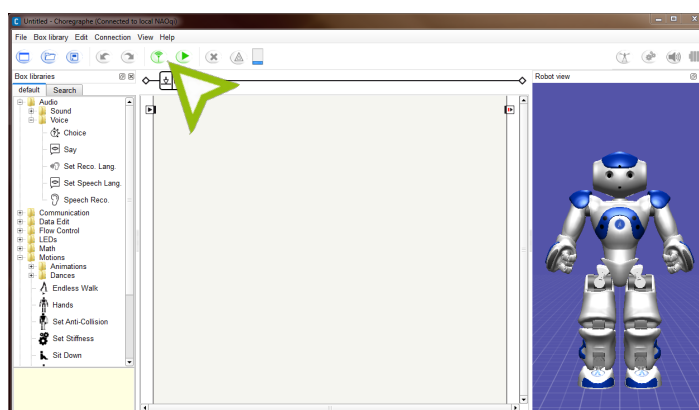 Untitled - Choregraphe (Connected to local NAOqi)
File Box library Edit Connection View Help
Box libraries
default Search
Audio
Sound
Voice
Choice
Say
Set Reco. Lang.
Set Speech Lang.
Speech Reco.
Communication
Data Edit
Flow Control
LEDs
Math
Motions
Animations
Dances
Endless Walk
Hands
Set Anti-Collision
Set Stiffness
Sit Down
Robot view